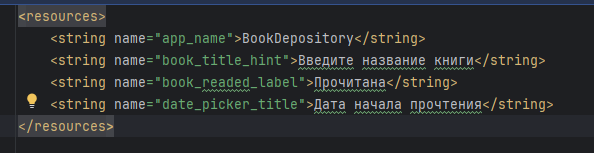 <resources>
<string name="app_name">BookDepository</string>
<string name="book_title_hint">Введите название книги</string>
<string name="book_readed_label">Прочитана</string>
<string name="date_picker_title">Дата начала прочтения</string>
</resources>